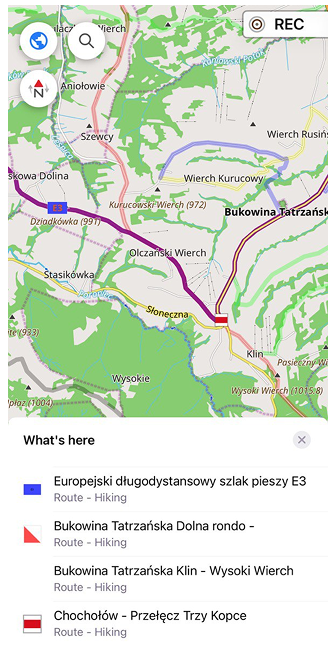 Wierch
REC
Aniołowie
Szewcy
Wierch Rusiń
skowa Dolina
Wierch Kurucowy
E3
Kurucowski Wierch (972)
Bukowina Tatrzańsk
Dziadkówka (991)
Olczański Wierch
Stasikówka
Poroniec
Słoneczna
(933)
Klin
Pasieczny Wi
Wysokie
Wysoki Wierch (1015.8)
(1004)
What's here
Europejski długodystansowy szlak pieszy E3
Route - Hiking
Bukowina Tatrzańska Dolna rondo -
Route - Hiking
Bukowina Tatrzańska Klin - Wysoki Wierch
Route - Hiking
Chochołów - Przełęcz Trzy Kopce
Route - Hiking